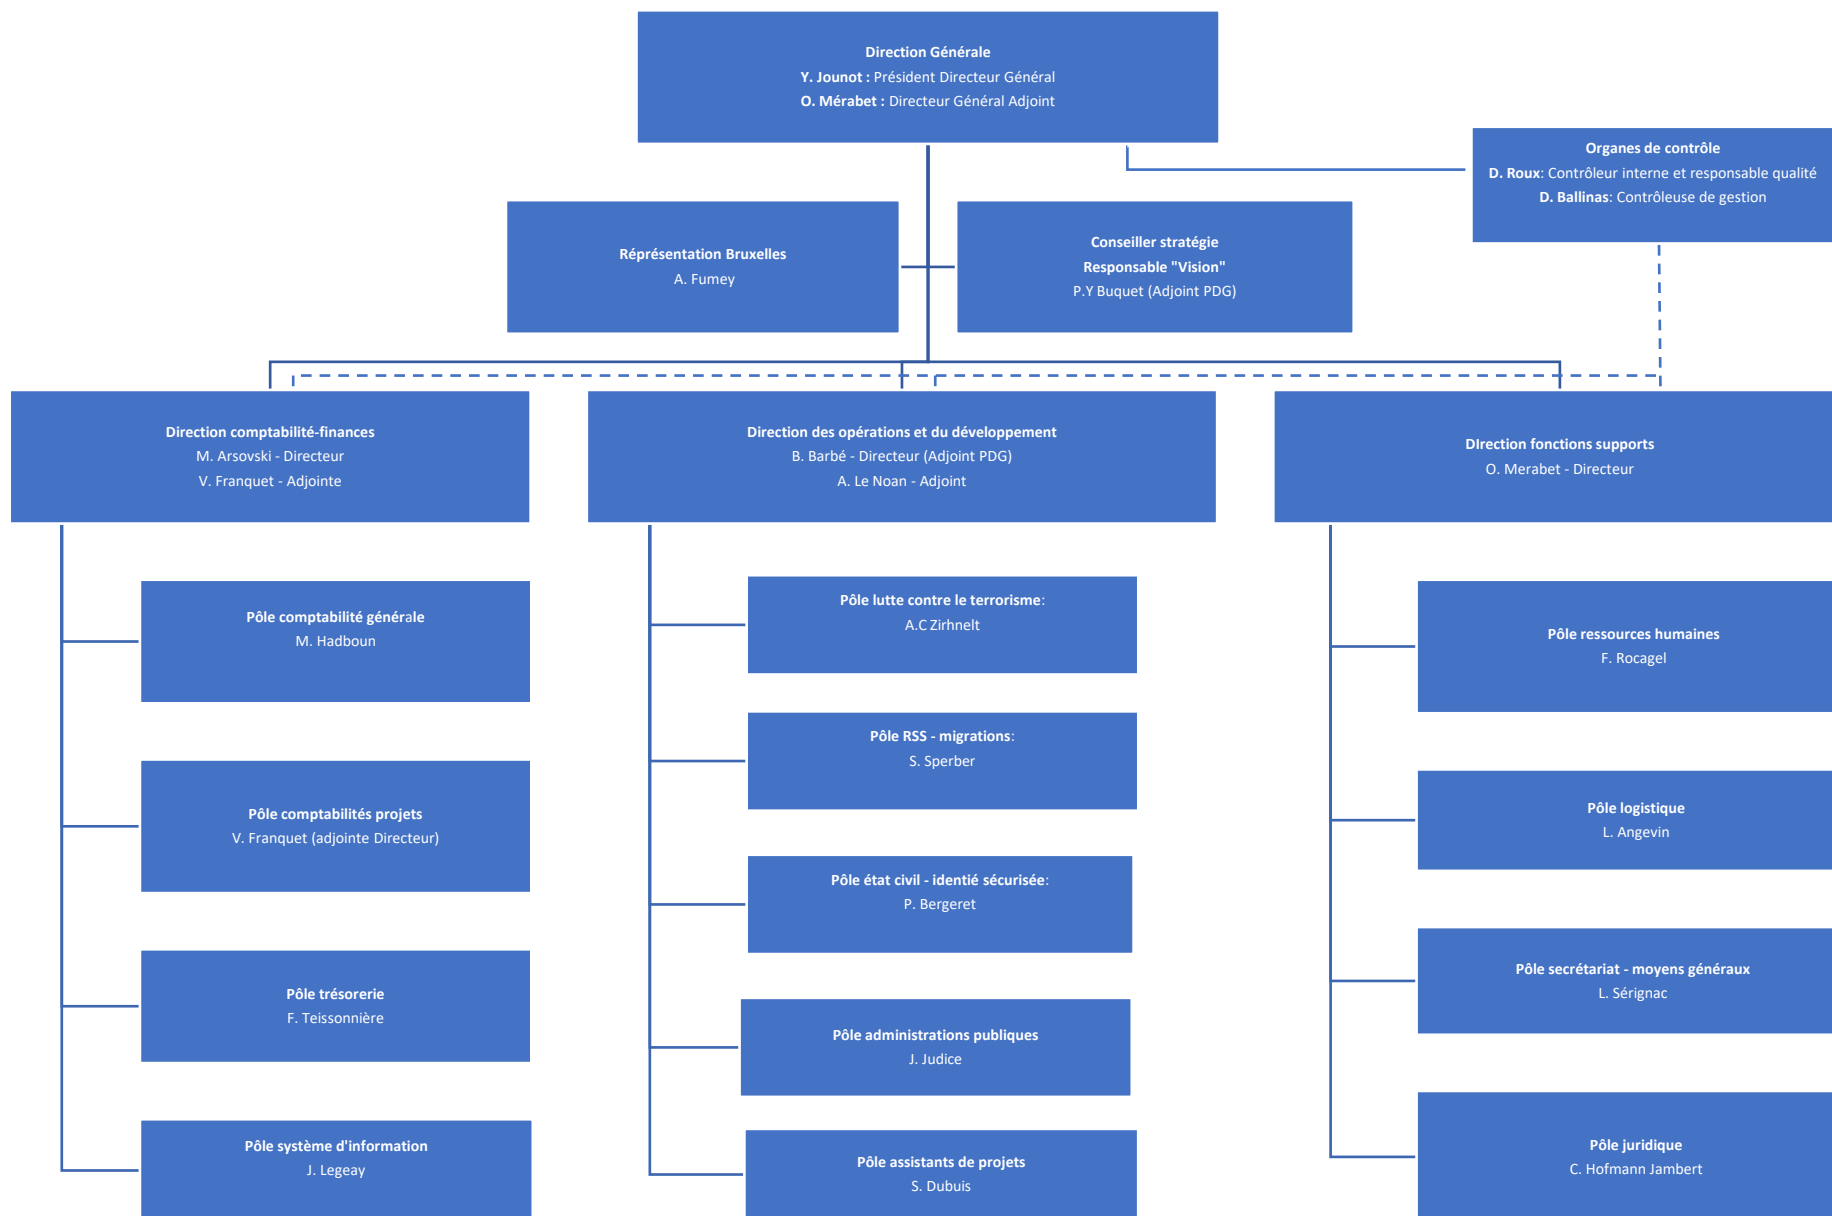 Direction Générale
Y. Jounot : Président Directeur Général
O. Mérabet : Directeur Général Adjoint
Organes de contrôle
D. Roux: Contrôleur interne et responsable qualité
D. Ballinas: Contrôleuse de gestion
Réprésentation Bruxelles
A. Fumey
Conseiller stratégie
Responsable "Vision"
P.Y Buquet (Adjoint PDG)
Direction comptabilité-finances
M. Arsovski - Directeur
V. Franquet - Adjointe
Direction des opérations et du développement
B. Barbé - Directeur (Adjoint PDG)
A. Le Noan - Adjoint
DIrection fonctions supports
O. Merabet - Directeur
Pôle comptabilité générale
M. Hadboun
Pôle comptabilités projets
V. Franquet (adjointe Directeur)
Pôle trésorerie
F. Teissonnière
Pôle système d'information
J. Legeay
Pôle lutte contre le terrorisme:
A.C Zirhnelt
Pôle RSS - migrations:
S. Sperber
Pôle état civil - identié sécurisée:
P. Bergeret
Pôle administrations publiques
J. Judice
Pôle assistants de projets
S. Dubuis
Pôle ressources humaines
F. Rocagel
Pôle logistique
L. Angevin
Pôle secrétariat - moyens généraux
L. Sérignac
Pôle juridique
C. Hofmann Jambert